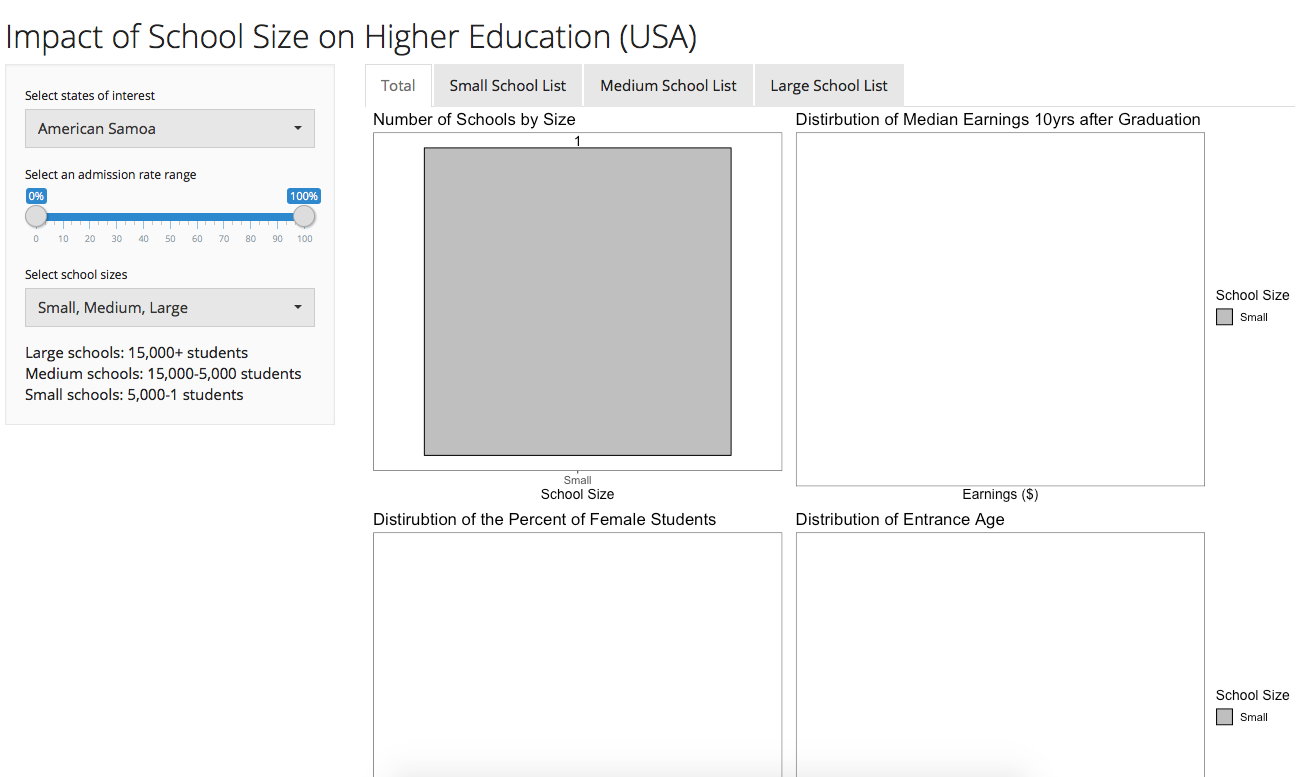 Impact of School Size on Higher Education (USA)
Select states of interest
American Samoa
Select an admission rate range
0% 100%
0 10 20 30 40 50 60 70 80 90 100
Select school sizes
Small, Medium, Large
Large schools: 15,000+ students
Medium schools: 15,000-5,000 students
Small schools: 5,000-1 students
Total Small School List Medium School List Large School List
Number of Schools by Size
1
Small
School Size
Distirbution of Median Earnings 10yrs after Graduation
Earnings ($)
School Size
Small
Distirubtion of the Percent of Female Students
Distribution of Entrance Age
School Size
Small